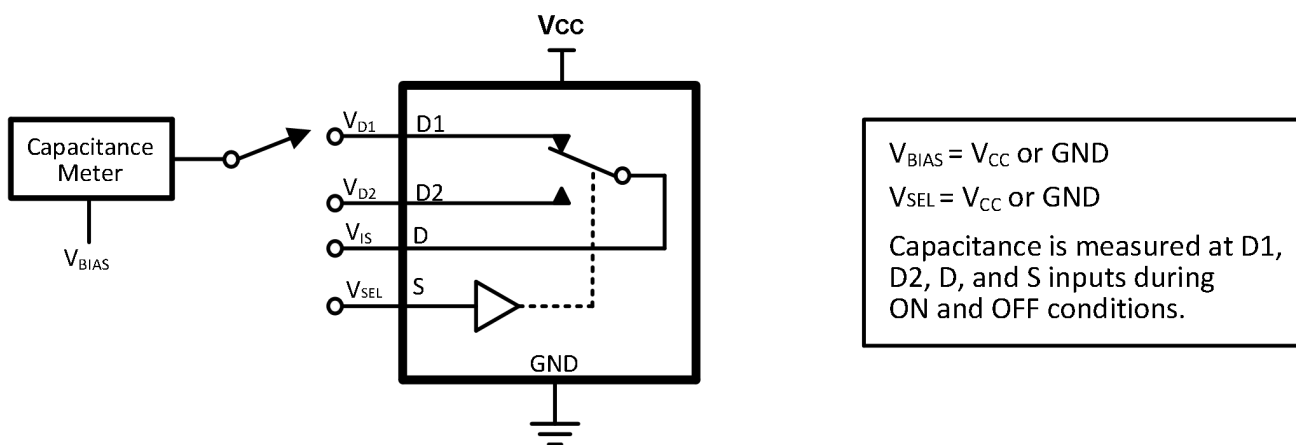 VCC
Capacitance
Meter
VBIAS
VD1
D1
VD2
D2
VIS
D
VSEL
S
GND
VBIAS = VCC or GND
VSEL = VCC or GND
Capacitance is measured at D1,
D2, D, and S inputs during
ON and OFF conditions.